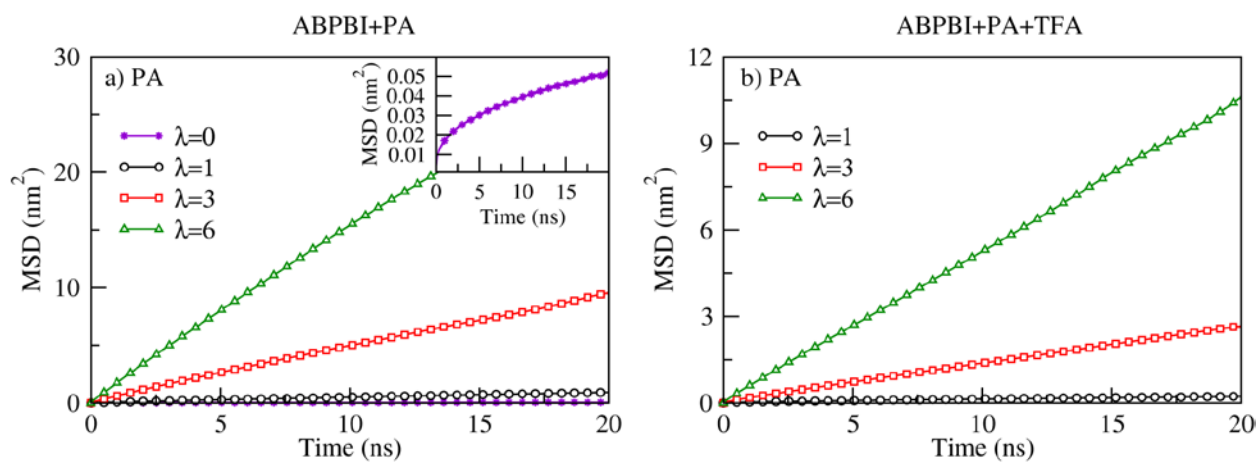 ABPBI+PA
ABPBI+PA+TFA
a) PA
λ=0
λ=1
λ=3
λ=6
MSD (nm²)
30
20
10
0
0 5 10 15 20
Time (ns)
MSD (nm²)
0.05
0.04
0.03
0.02
0.01
0 5 10 15
Time (ns)
b) PA
λ=1
λ=3
λ=6
MSD (nm²)
12
9
6
3
0
0 5 10 15 20
Time (ns)